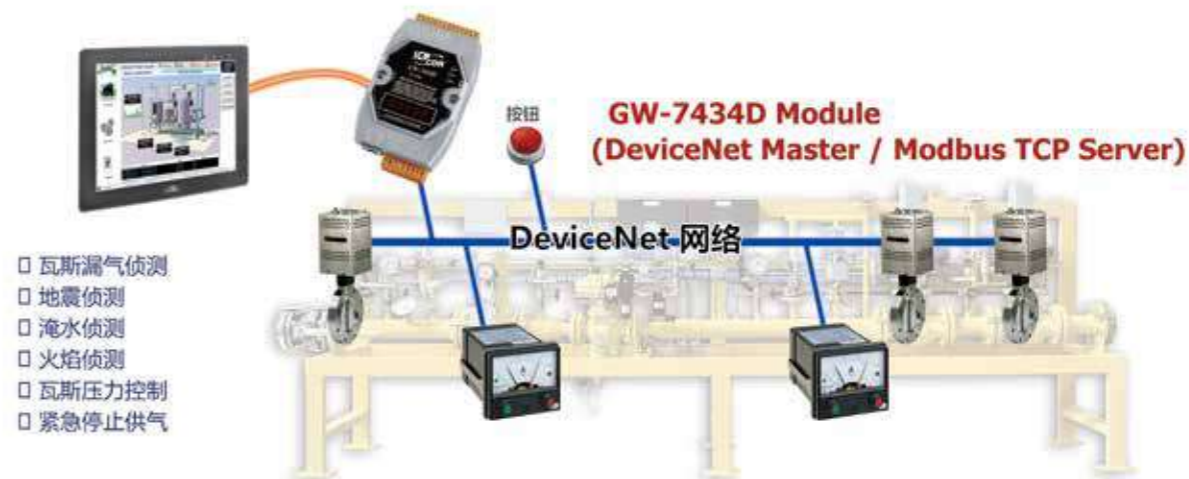 按钮
GW-7434D Module
(DeviceNet Master / Modbus TCP Server)
DeviceNet 网络
瓦斯漏气侦测
地震侦测
淹水侦测
火焰侦测
瓦斯压力控制
紧急停止供气